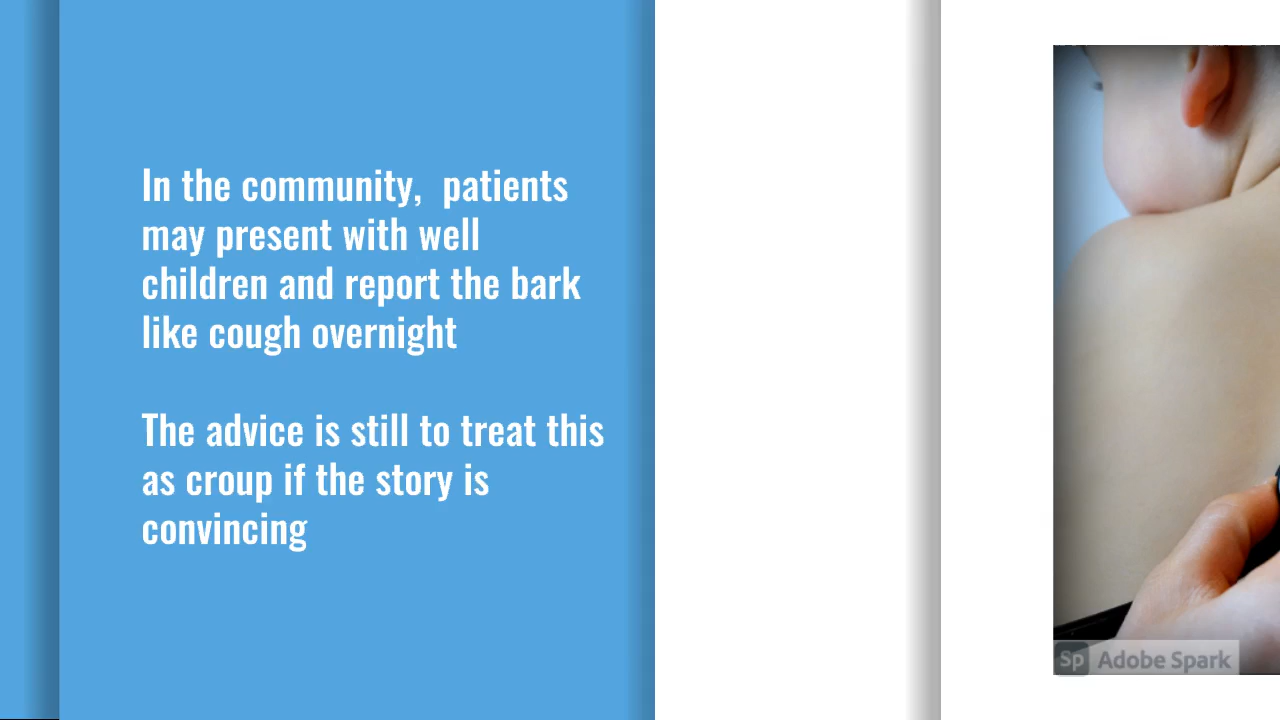 In the community,  patients
may present with well
children and report the bark
like cough overnight
The advice is still to treat this
as croup if the story is
convincing
Sp Adobe Spark